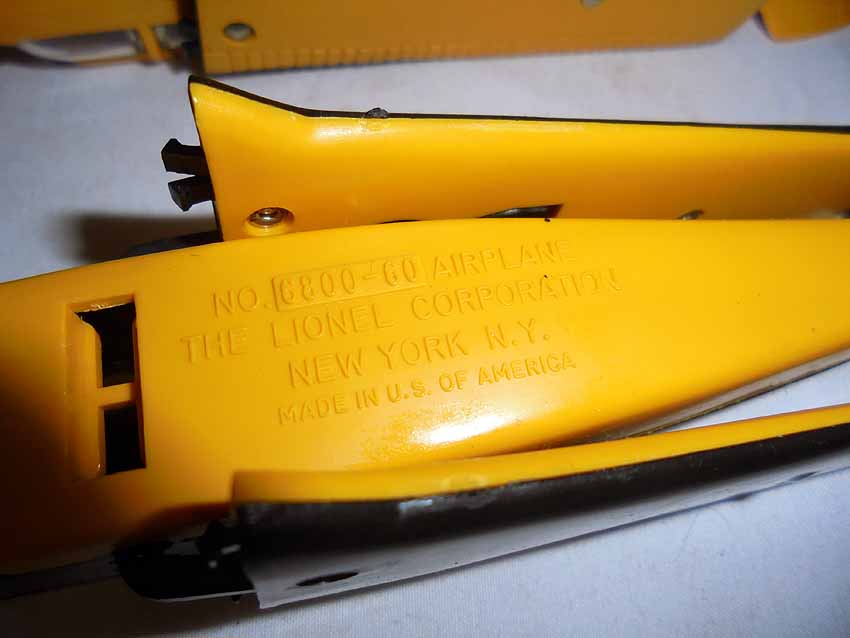 NO. 6800-60 AIRPLANE
THE LIONEL CORPORATION
NEW YORK N.Y.
MADE IN U.S. OF AMERICA